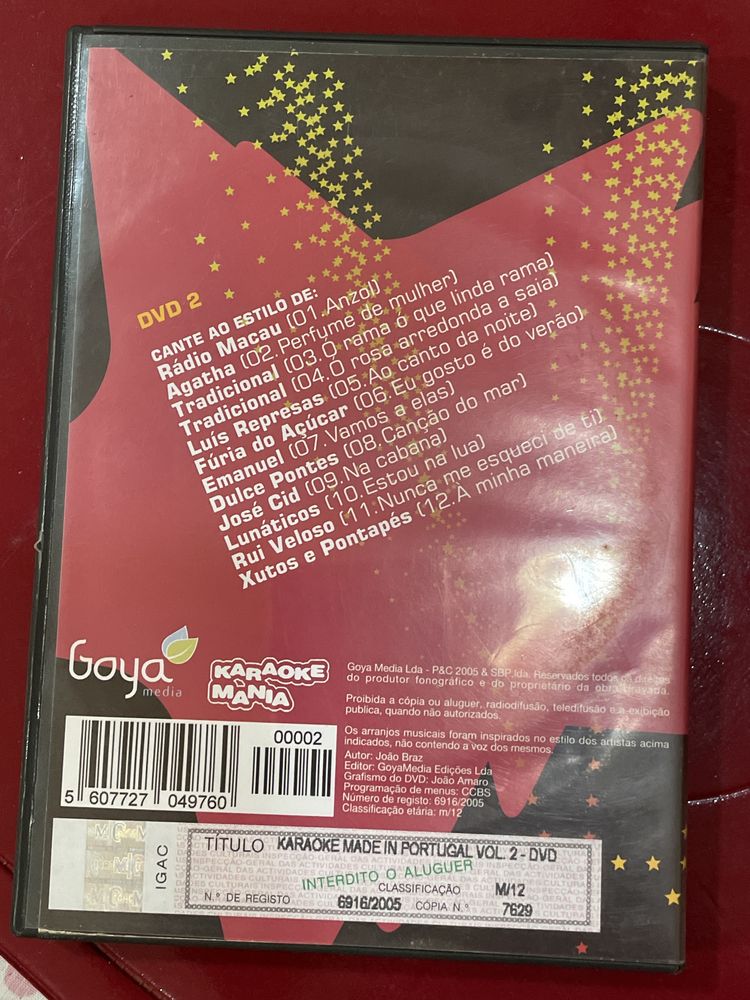 DVD 2
CANTE AO ESTILO DE:
Rádio Macau (01.Anzol)
Agatha (02.Perfume de mulher)
Tradicional (03.Ó rama ó que linda rama)
Tradicional (04.Ó rosa arredonda a saia)
Luís Represas (05.Ao canto da noite)
Fúria do Açúcar (06.Eu gosto é do verão)
Emanuel (07.Vamos a elas)
Dulce Pontes (08.Canção do mar)
José Cid (09.Na cabana)
Lunáticos (10.Estou na lua)
Rui Veloso (11.Nunca me esqueci de ti)
Xutos e Pontapés (12.À minha maneira)
Goya
media
KARAOKE
MANIA
Goya Media Lda - P&C 2005 & SBP,lda. Reservados todos os direitos
do produtor fonográfico e do proprietário da obra gravada.
Proibida a cópia ou aluguer, radiodifusão, teledifusão e a exibição
publica, quando não autorizados.
Os arranjos musicais foram inspirados no estilo dos artistas acima
indicados, não contendo a voz dos mesmos.
Autor: João Braz
Editor: GoyaMedia Edições Lda
Grafismo do DVD: João Amaro
Programação de menus: CCBS
Número de registo: 6916/2005
Classificação etária: m/12
00002
5 607727 049760
IGAC
TÍTULO KARAOKE MADE IN PORTUGAL VOL. 2 - DVD
INTERDITO O ALUGUER
CLASSIFICAÇÃO M/12
N.º DE REGISTO 6916/2005 CÓPIA N.º 7629